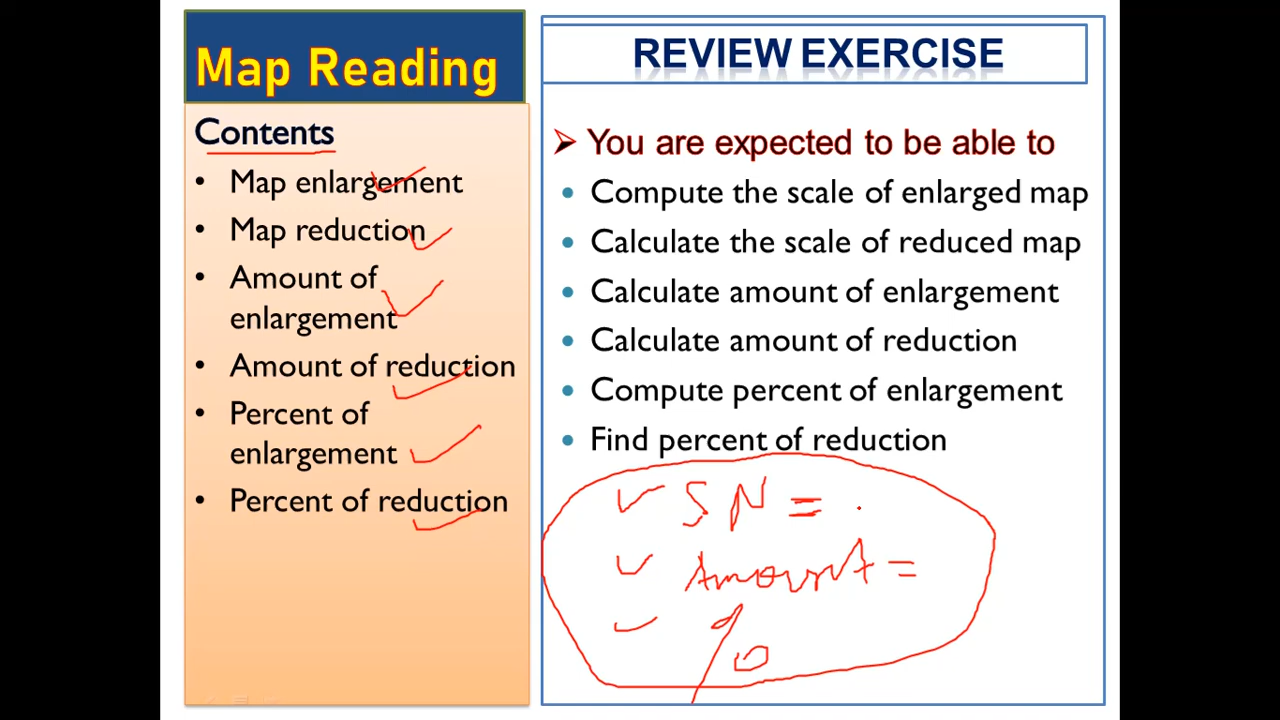 Map Reading
Contents
• Map enlargement
• Map reduction
• Amount of
enlargement
• Amount of reduction
• Percent of
enlargement
• Percent of reduction
REVIEW EXERCISE
➢ You are expected to be able to
• Compute the scale of enlarged map
• Calculate the scale of reduced map
• Calculate amount of enlargement
• Calculate amount of reduction
• Compute percent of enlargement
• Find percent of reduction
✓ S N =
✓ Amount =
✓ %